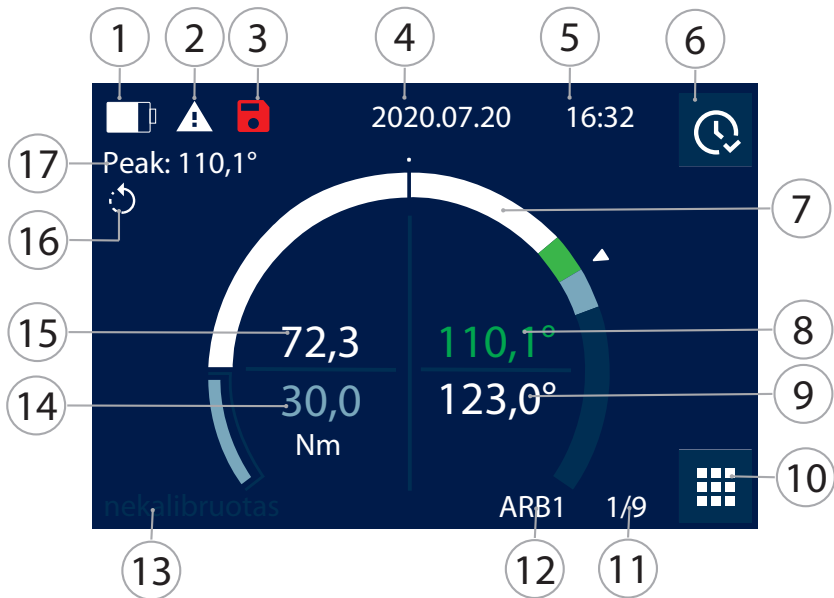 1 2 3 4 5 6
2020.07.20 16:32
17 Peak: 110,1°
16 7
15 72,3 110,1° 8
14 30,0 123,0° 9
Nm
10
nekalibruotas ARB1 1/9
13 12 11